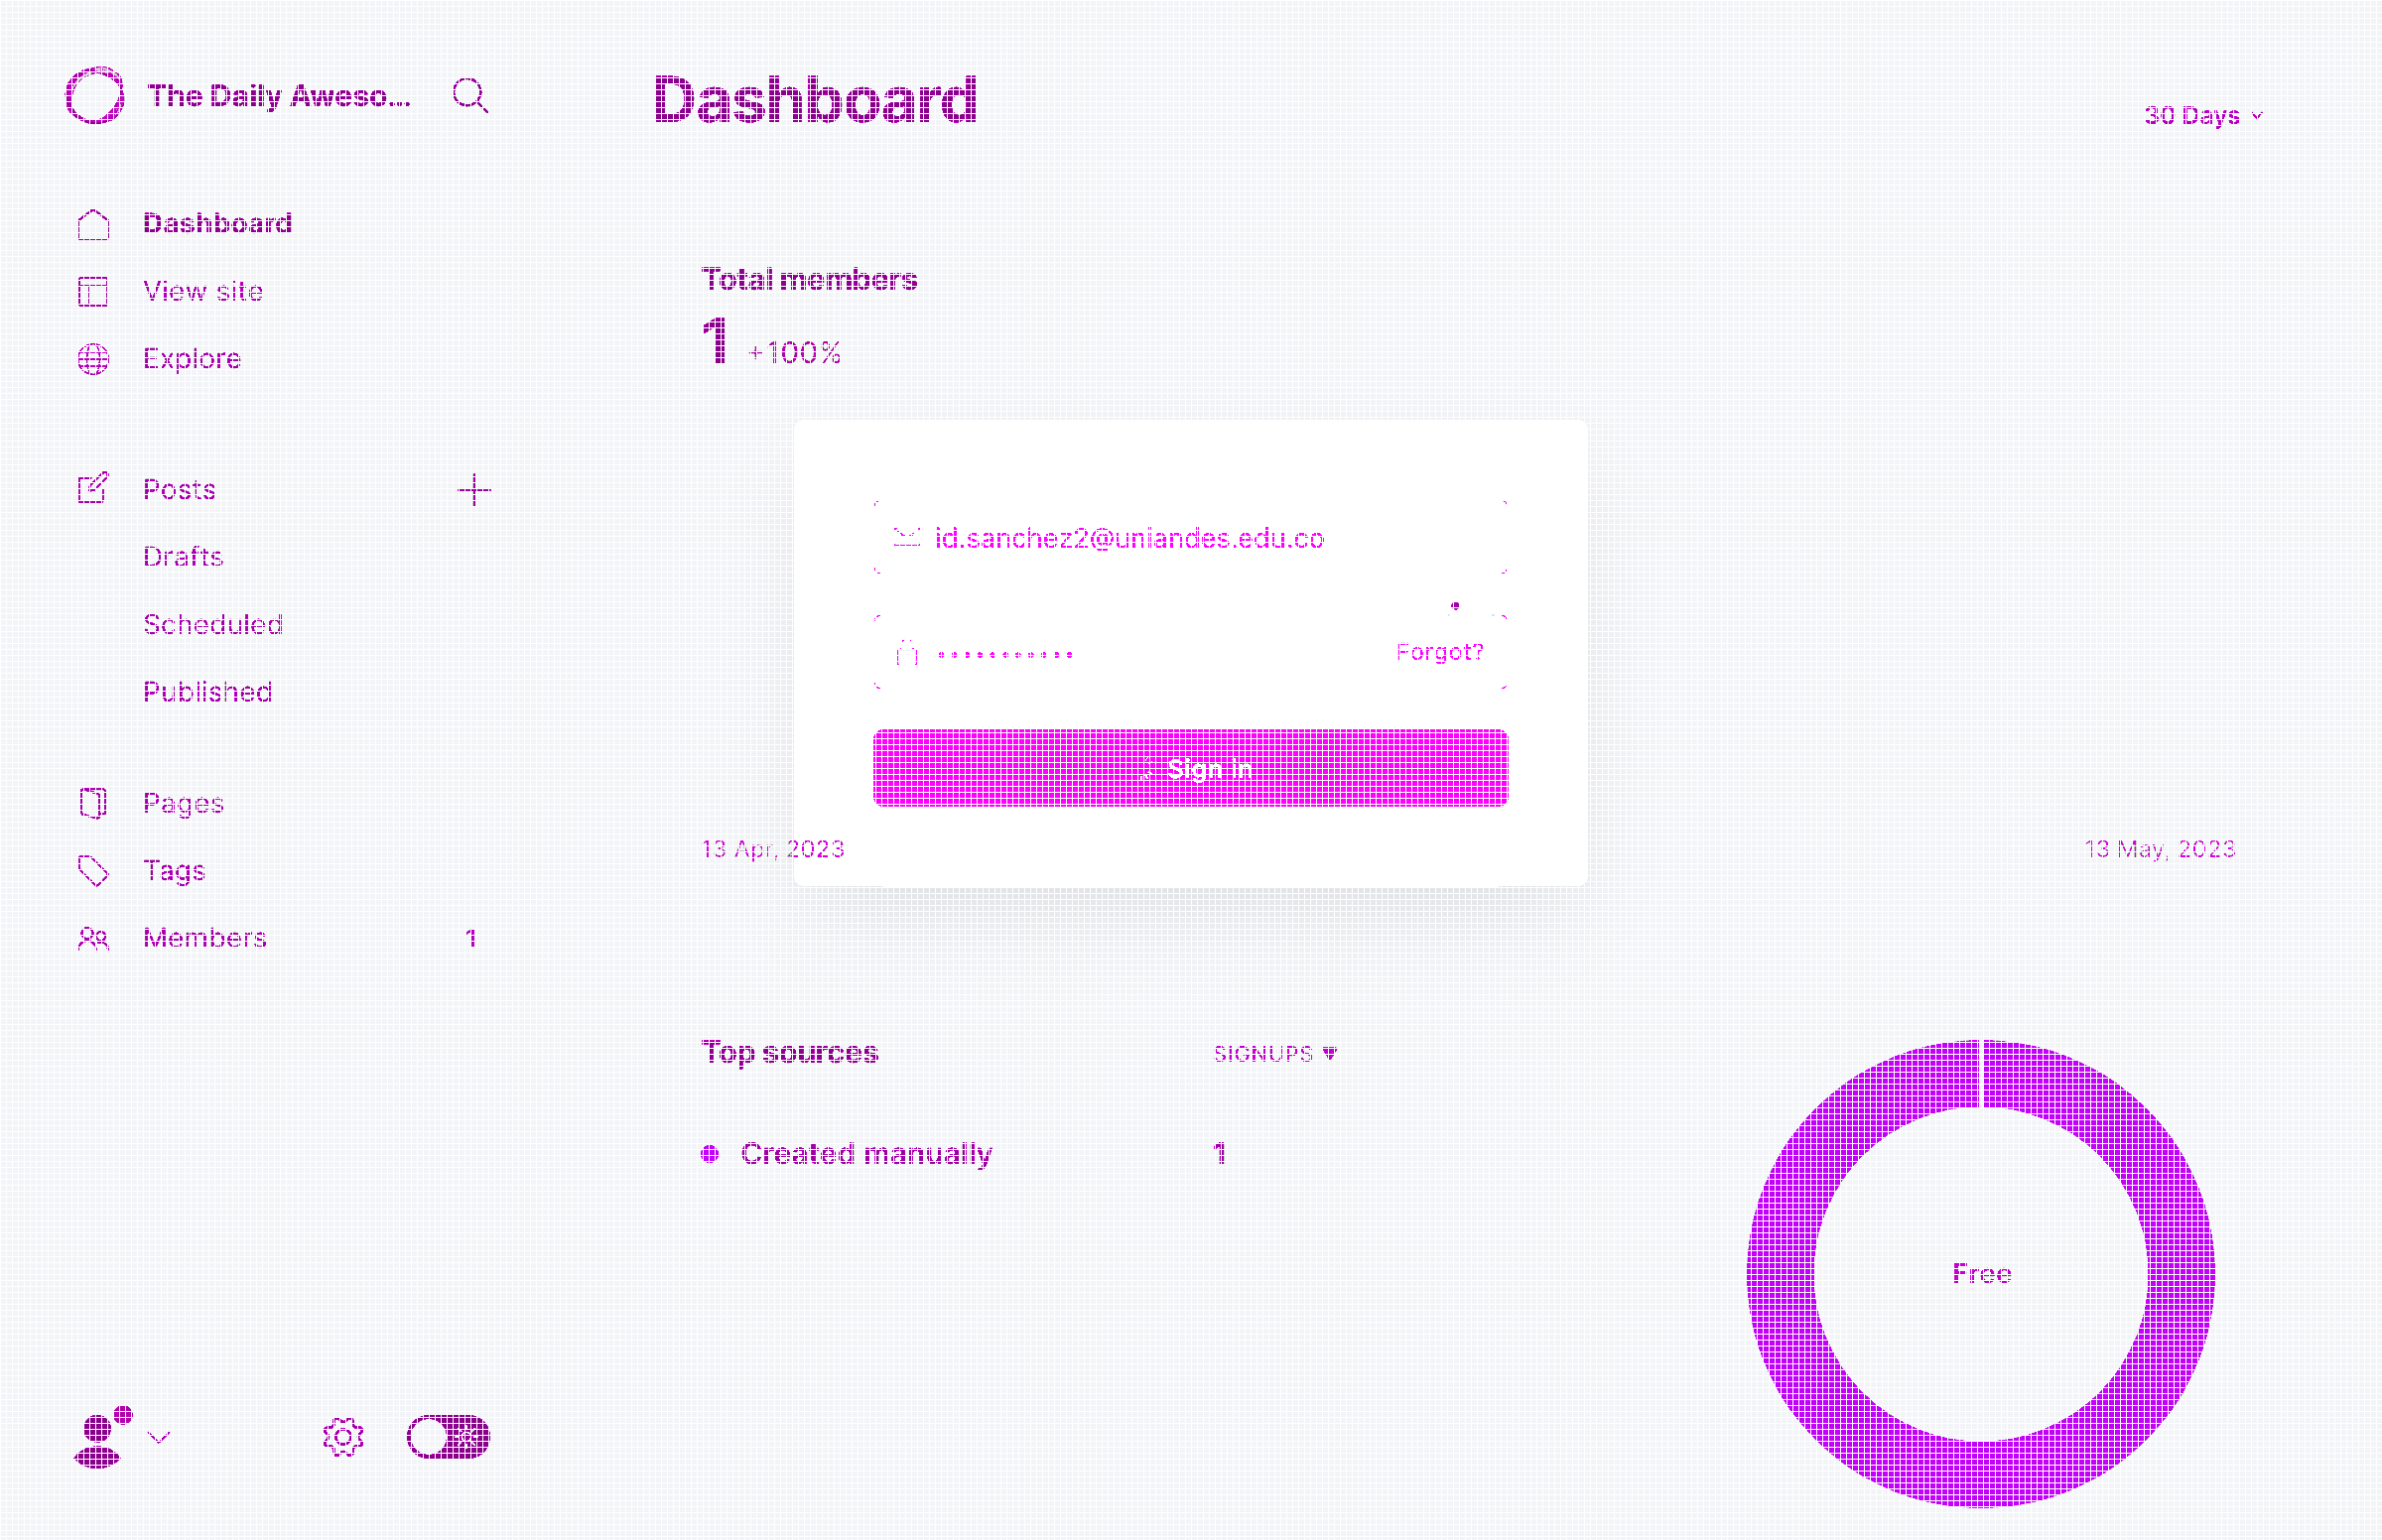 The Daily Aweso...
Dashboard
View site
Explore
Posts
Drafts
Scheduled
Published
Pages
Tags
Members 1
Dashboard
30 Days
Total members
1 +100%
id.sanchez2@uniandes.edu.co
Forgot?
Sign in
13 Apr, 2023
13 May, 2023
Top sources
SIGNUPS
Created manually 1
Free